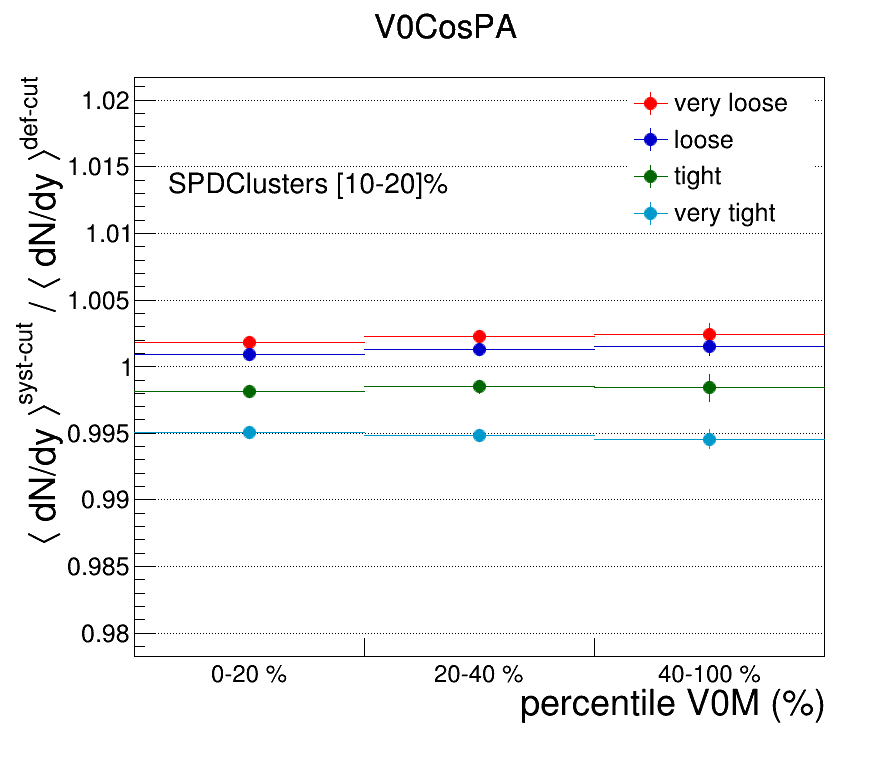 V0CosPA
⟨ dN/dy ⟩^syst-cut / ⟨ dN/dy ⟩^def-cut
1.02
1.015
1.01
1.005
1
0.995
0.99
0.985
0.98
SPDClusters [10-20]%
very loose
loose
tight
very tight
0-20 %
20-40 %
40-100 %
percentile V0M (%)